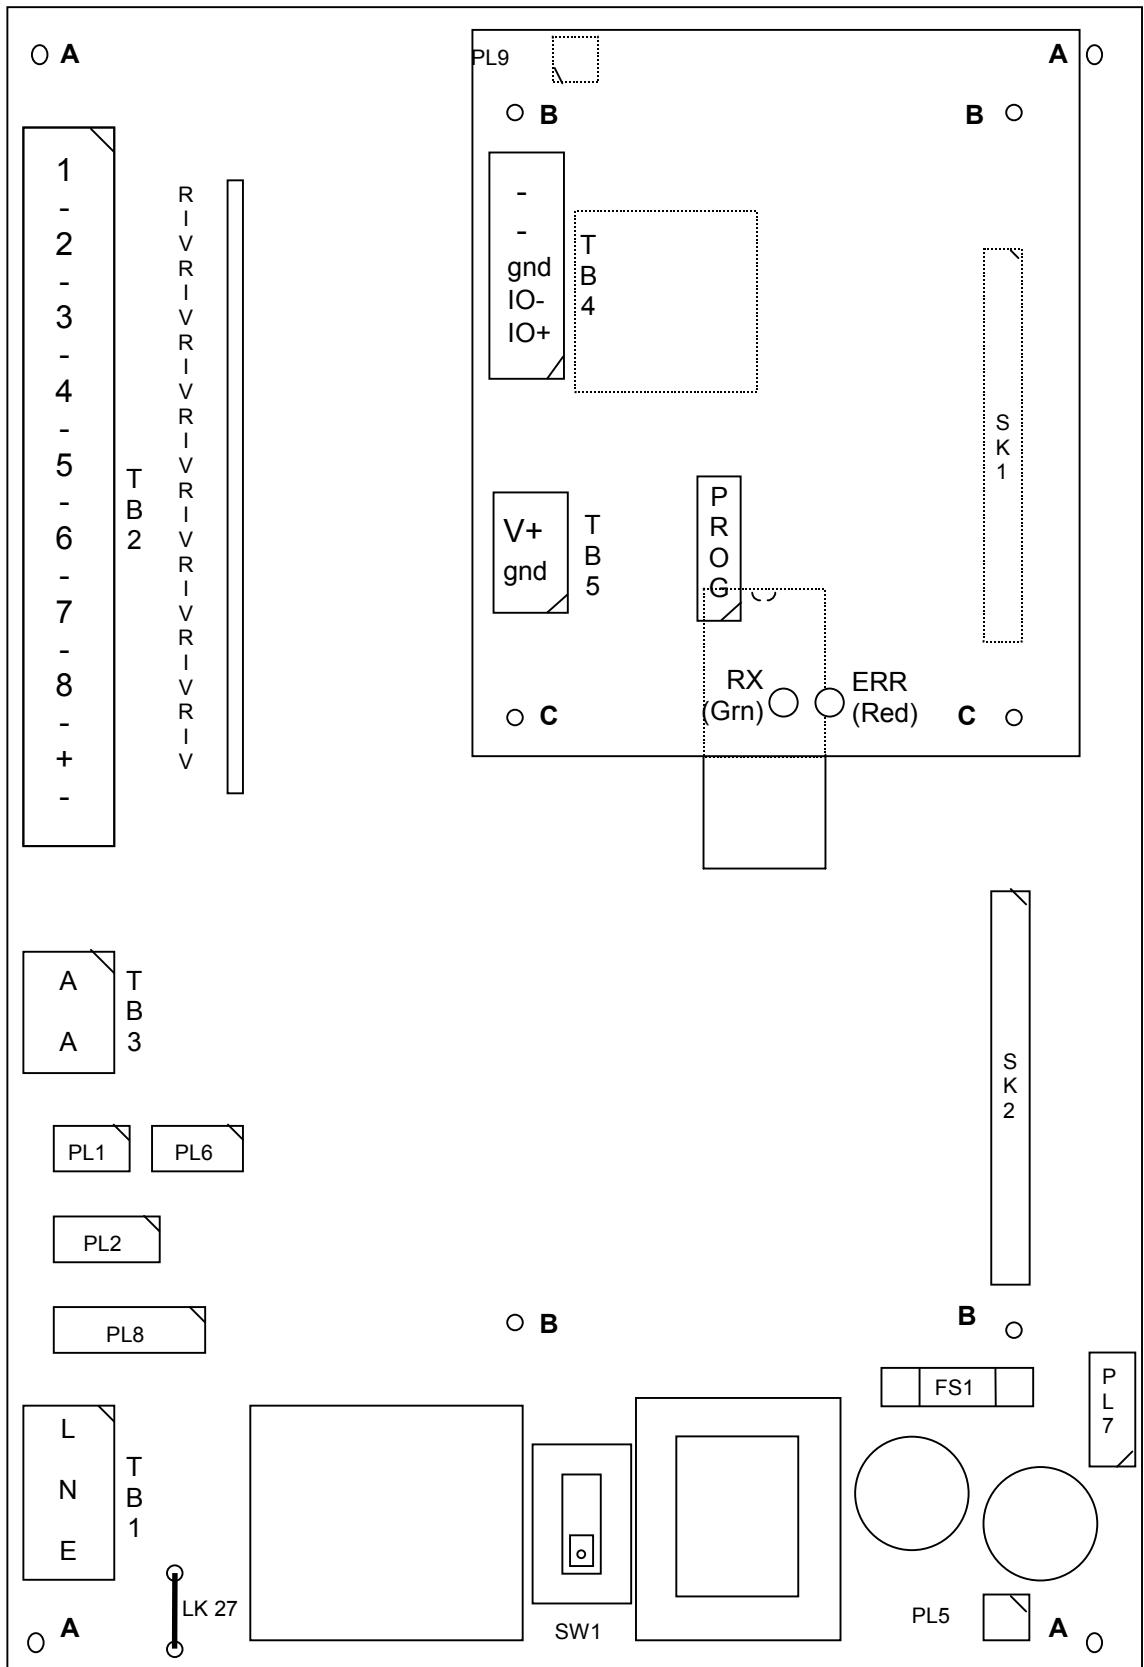 A
PL9
A
B
B
1
-
2
-
3
-
4
-
5
-
6
-
7
-
8
-
+
-
TB2
R
I
V
R
I
V
R
I
V
R
I
V
R
I
V
R
I
V
R
I
V
R
I
V
-
-
gnd
IO-
IO+
TB4
SK1
V+
gnd
TB5
PROG
RX
(Grn)
ERR
(Red)
C
C
A
A
TB3
SK2
PL1
PL6
PL2
PL8
B
B
FS1
PL7
L
N
E
TB1
LK 27
SW1
PL5
A
A